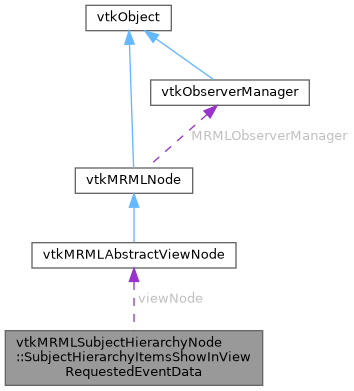 vtkObject
vtkObserverManager
MRMLObserverManager
vtkMRMLNode
vtkMRMLAbstractViewNode
viewNode
vtkMRMLSubjectHierarchyNode
::SubjectHierarchyItemsShowInView
RequestedEventData